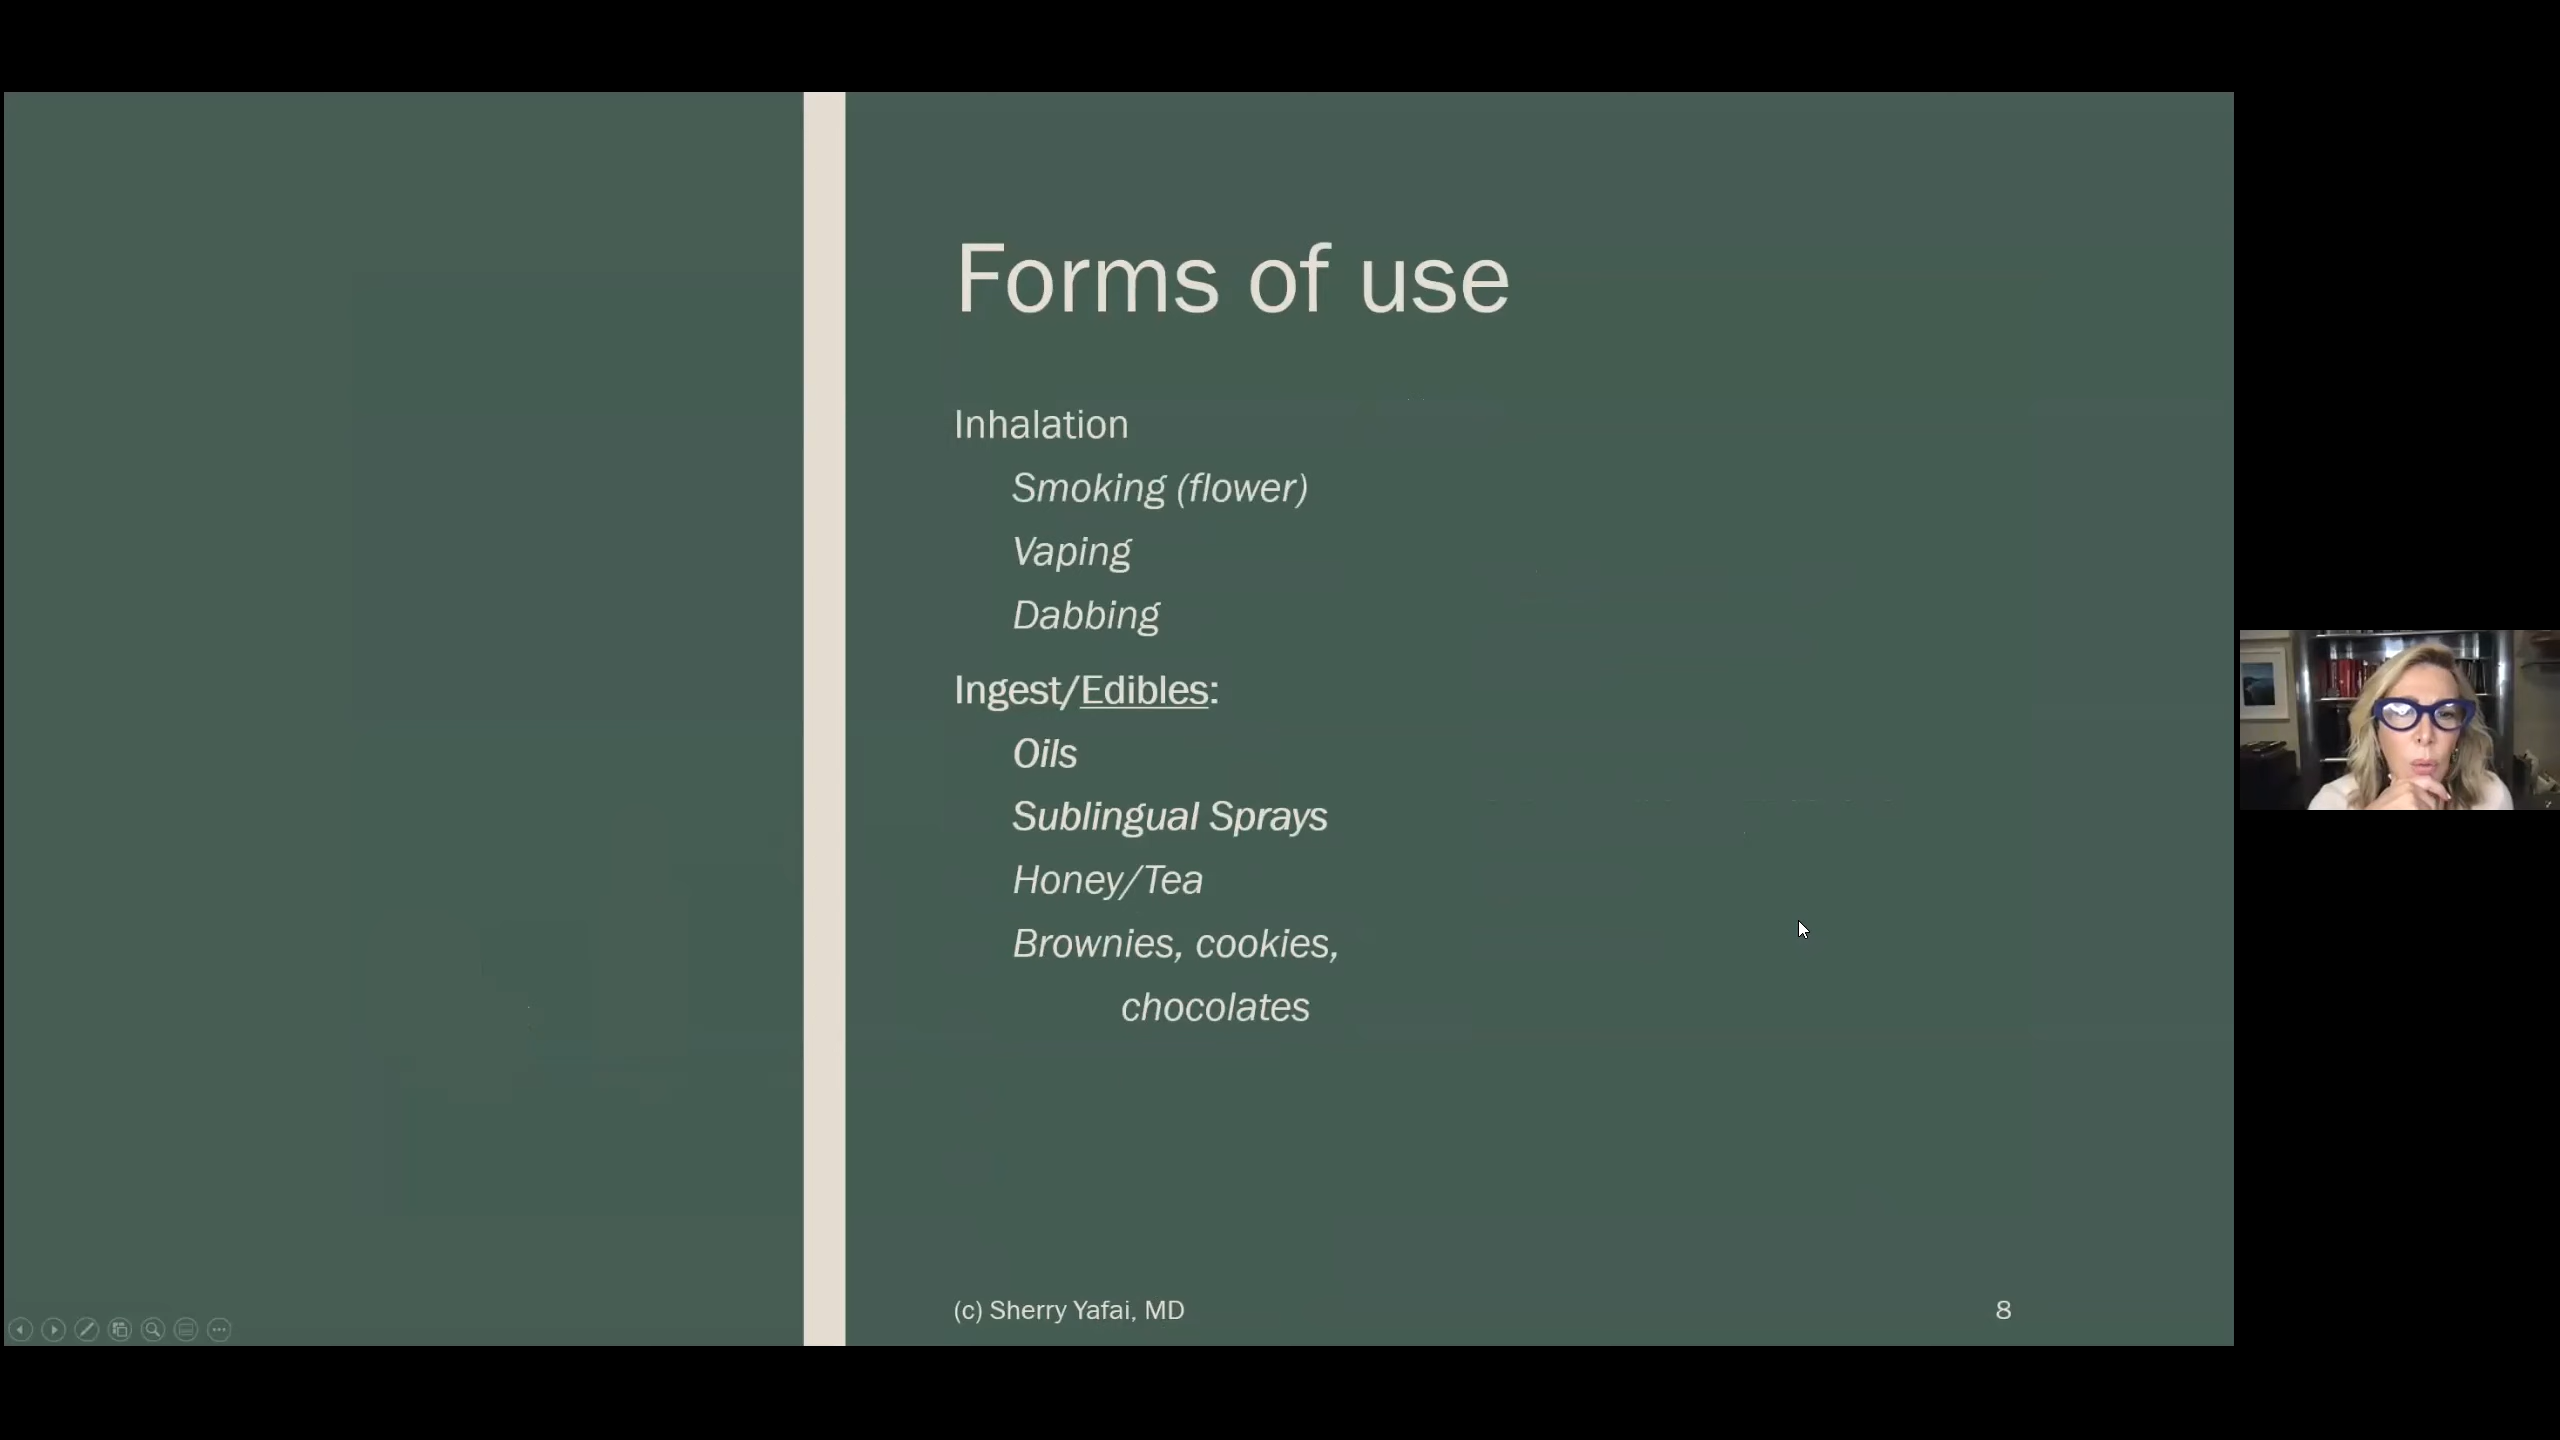 Forms of use
Inhalation
Smoking (flower)
Vaping
Dabbing
Ingest/Edibles:
Oils
Sublingual Sprays
Honey/Tea
Brownies, cookies,
chocolates
(c) Sherry Yafai, MD
8